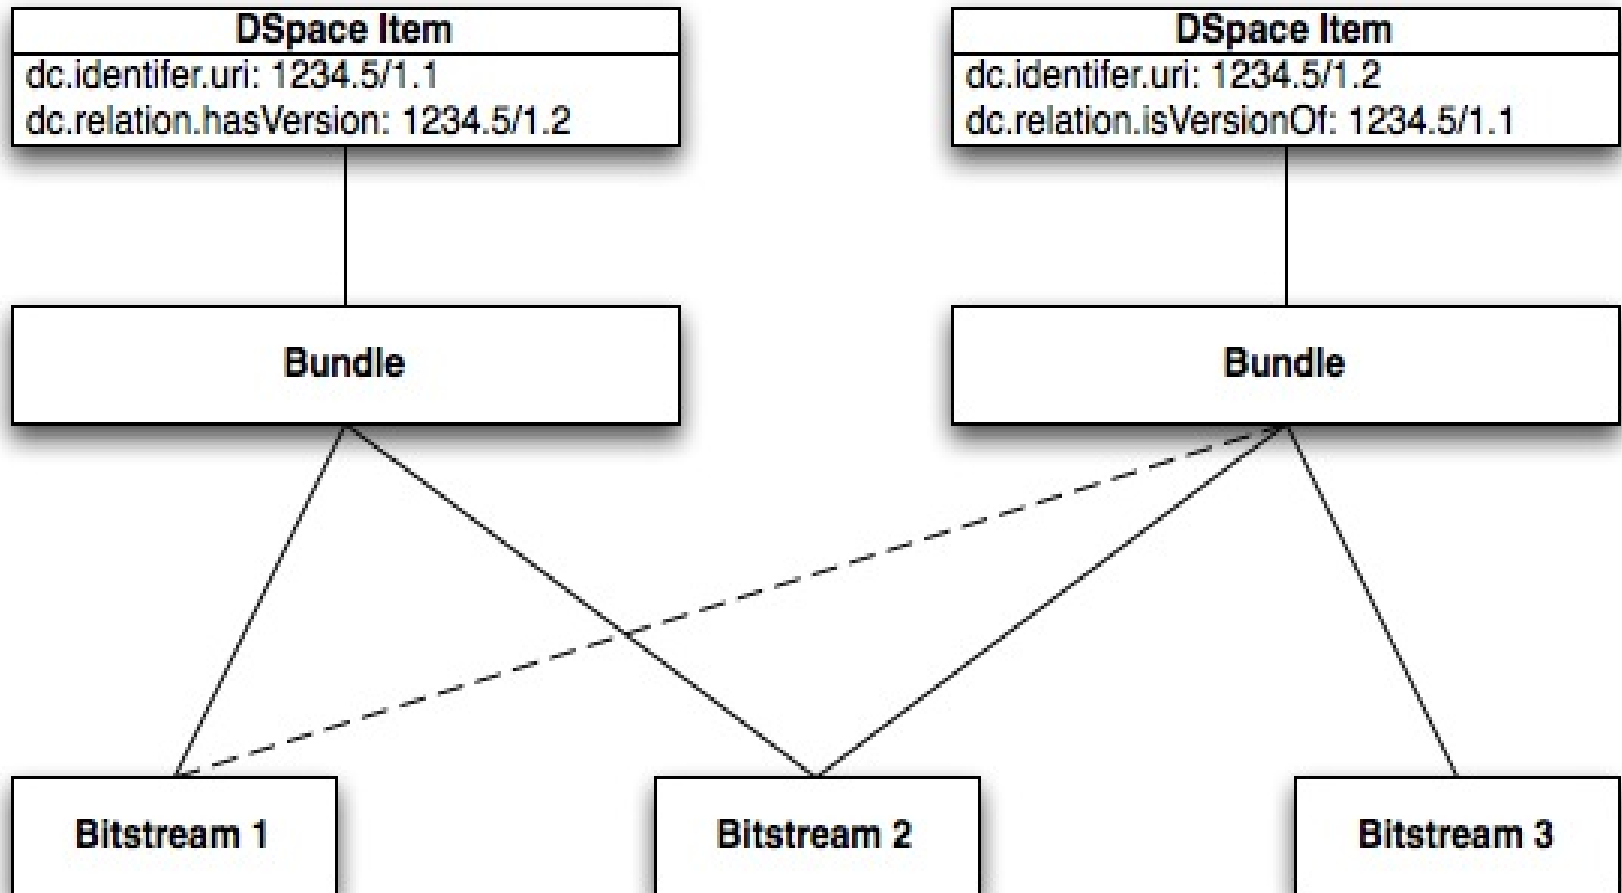 DSpace Item
dc.identifer.uri: 1234.5/1.1
dc.relation.hasVersion: 1234.5/1.2
DSpace Item
dc.identifer.uri: 1234.5/1.2
dc.relation.isVersionOf: 1234.5/1.1
Bundle
Bundle
Bitstream 1
Bitstream 2
Bitstream 3